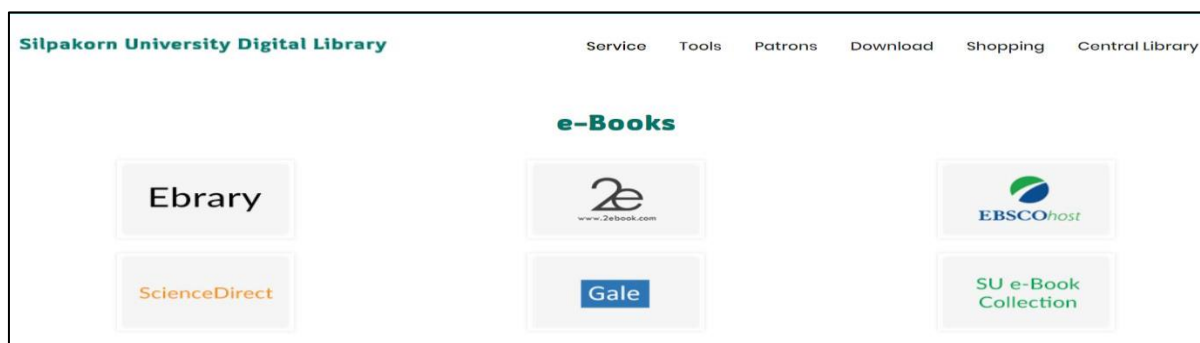 Silpakorn University Digital Library
Service Tools Patrons Download Shopping Central Library
e-Books
Ebrary
2e
www.2ebook.com
EBSCOhost
ScienceDirect
Gale
SU e-Book
Collection